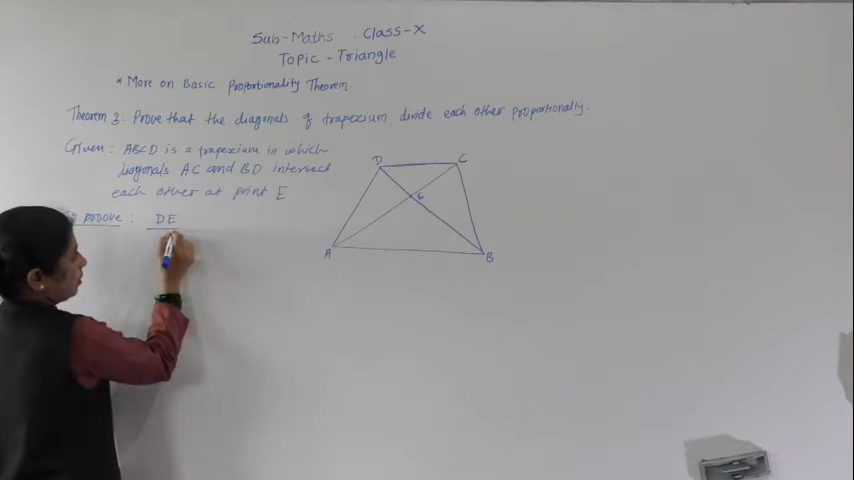 Sub-Maths . Class-X
Topic - Triangle
* More on Basic Proportionality Theorem.
Theorem 3: Prove that the diagonals of trapezium divide each other proportionally.
Given : ABCD is a trapezium in which
diagonals AC and BD intersect
each other at point E
proove : DE
D
C
E
A
B